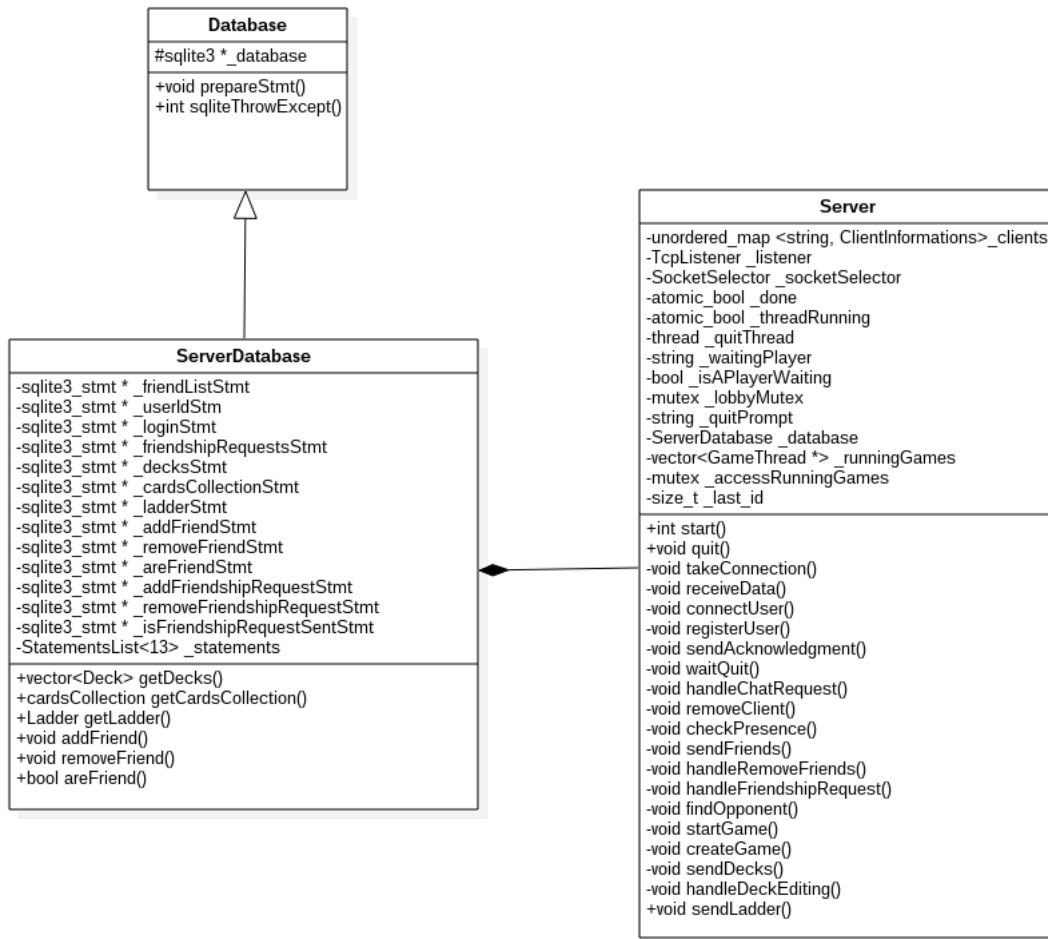 Database
#sqlite3 *_database
+void prepareStmt()
+int sqliteThrowExcept()
ServerDatabase
-sqlite3_stmt * _friendListStmt
-sqlite3_stmt * _userIdStm
-sqlite3_stmt * _loginStmt
-sqlite3_stmt * _friendshipRequestsStmt
-sqlite3_stmt * _decksStmt
-sqlite3_stmt * _cardsCollectionStmt
-sqlite3_stmt * _ladderStmt
-sqlite3_stmt * _addFriendStmt
-sqlite3_stmt * _removeFriendStmt
-sqlite3_stmt * _areFriendStmt
-sqlite3_stmt * _addFriendshipRequestStmt
-sqlite3_stmt * _removeFriendshipRequestStmt
-sqlite3_stmt * _isFriendshipRequestSentStmt
-StatementsList<13> _statements
+vector<Deck> getDecks()
+cardsCollection getCardsCollection()
+Ladder getLadder()
+void addFriend()
+void removeFriend()
+bool areFriend()
Server
-unordered_map <string, ClientInformations>_clients
-TcpListener _listener
-SocketSelector _socketSelector
-atomic_bool _done
-atomic_bool _threadRunning
-thread _quitThread
-string _waitingPlayer
-bool _isAPlayerWaiting
-mutex _lobbyMutex
-string _quitPrompt
-ServerDatabase _database
-vector<GameThread *> _runningGames
-mutex _accessRunningGames
-size_t _last_id
+int start()
+void quit()
-void takeConnection()
-void receiveData()
-void connectUser()
-void registerUser()
-void sendAcknowledgment()
-void waitQuit()
-void handleChatRequest()
-void removeClient()
-void checkPresence()
-void sendFriends()
-void handleRemoveFriends()
-void handleFriendshipRequest()
-void findOpponent()
-void startGame()
-void createGame()
-void sendDecks()
-void handleDeckEditing()
+void sendLadder()